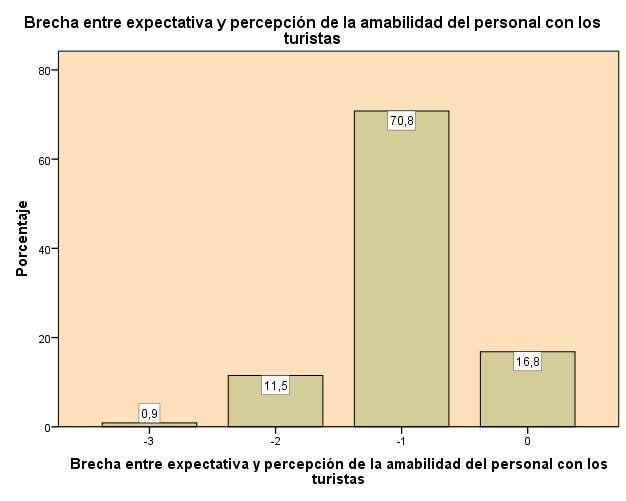 Brecha entre expectativa y percepción de la amabilidad del personal con los
turistas
80
60
40
20
0
Porcentaje
0,9
11,5
70,8
16,8
-3
-2
-1
0
Brecha entre expectativa y percepción de la amabilidad del personal con los
turistas